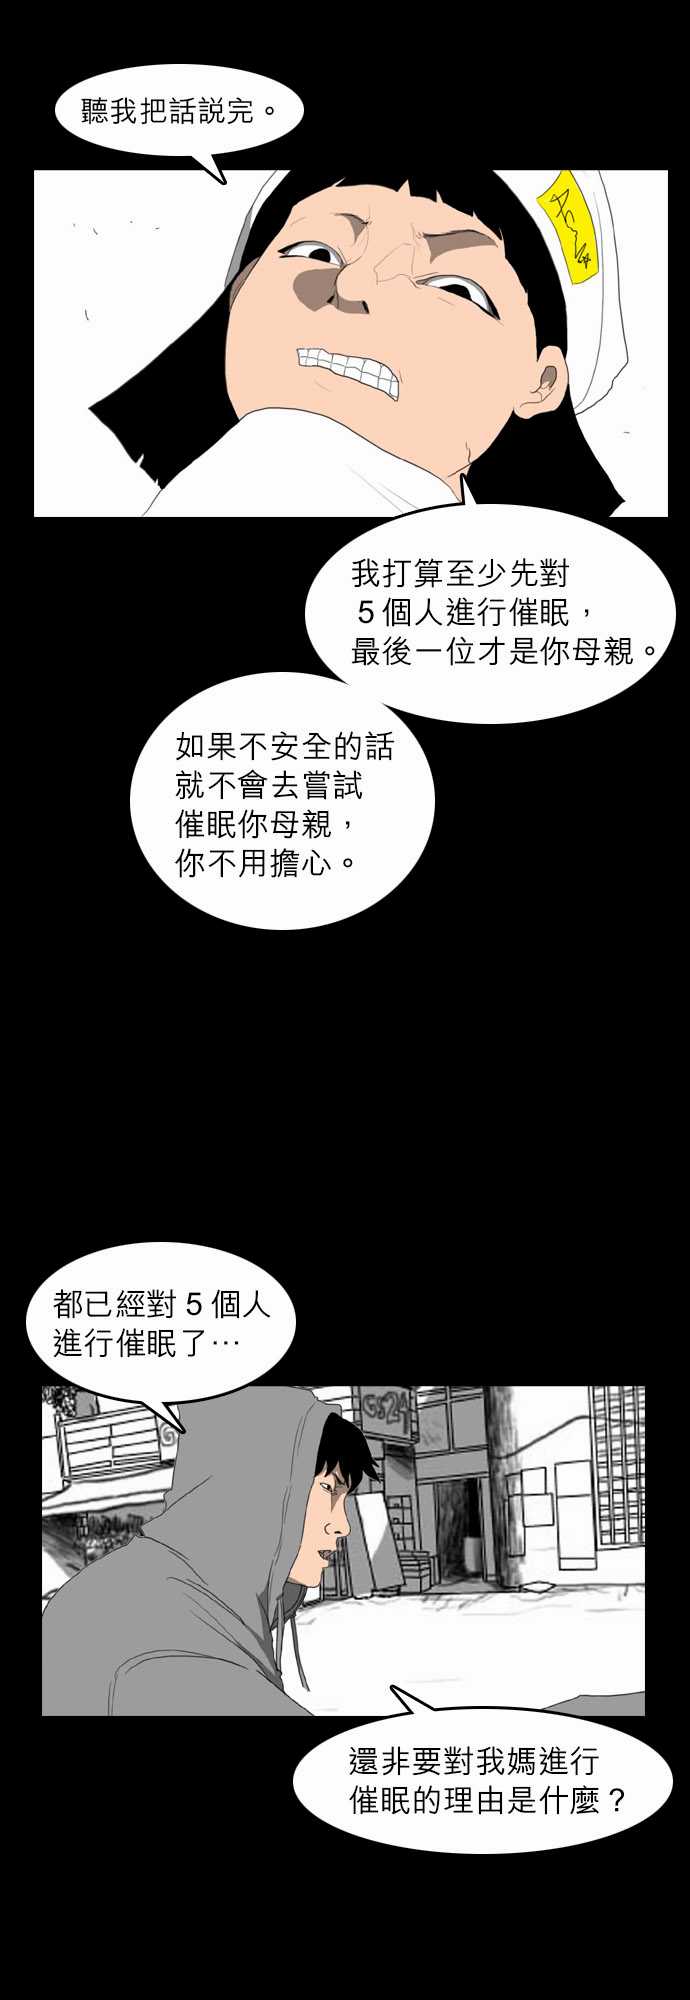 聽我把話說完。
我打算至少先對
5個人進行催眠，
最後一位才是你母親。
如果不安全的話
就不會去嘗試
催眠你母親，
你不用擔心。
都已經對5個人
進行催眠了…
G
GS24
還非要對我媽進行
催眠的理由是什麼？